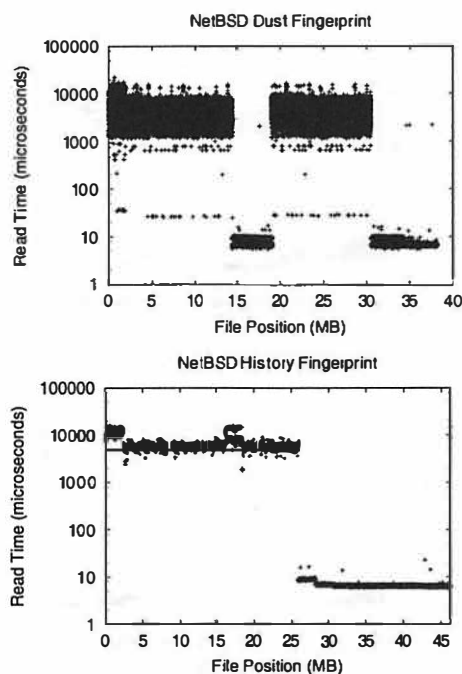 NetBSD Dust Fingerprint
100000
10000
1000
100
10
1
Read Time (microseconds)
0 5 10 15 20 25 30 35 40
File Position (MB)
NetBSD History Fingerprint
100000
10000
1000
100
10
1
Read Time (microseconds)
0 5 10 15 20 25 30 35 40 45
File Position (MB)